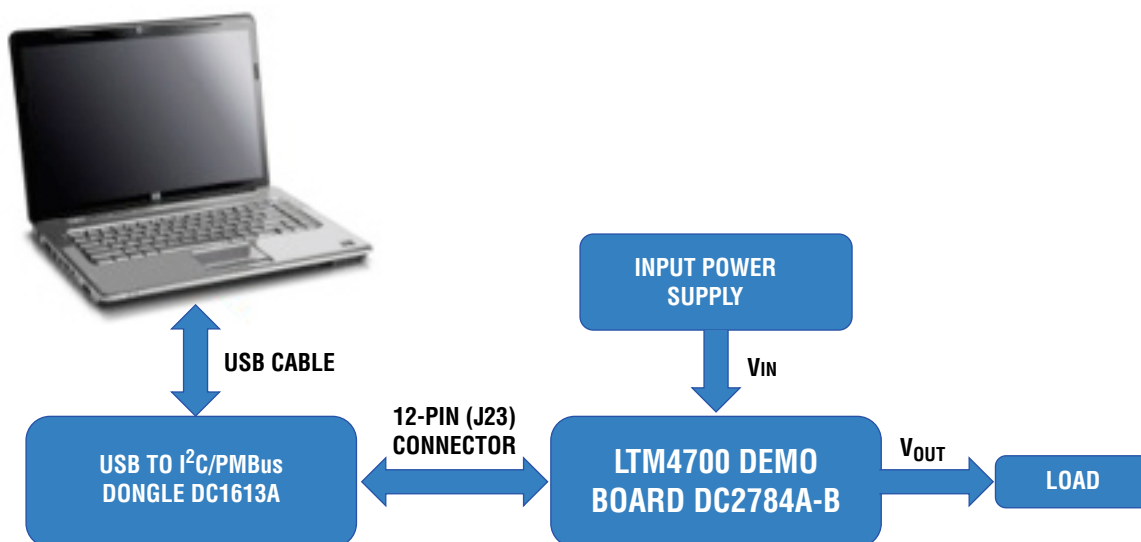 INPUT POWER
SUPPLY
USB CABLE
VIN
12-PIN (J23)
CONNECTOR
USB TO I²C/PMBus
DONGLE DC1613A
LTM4700 DEMO
BOARD DC2784A-B
VOUT
LOAD